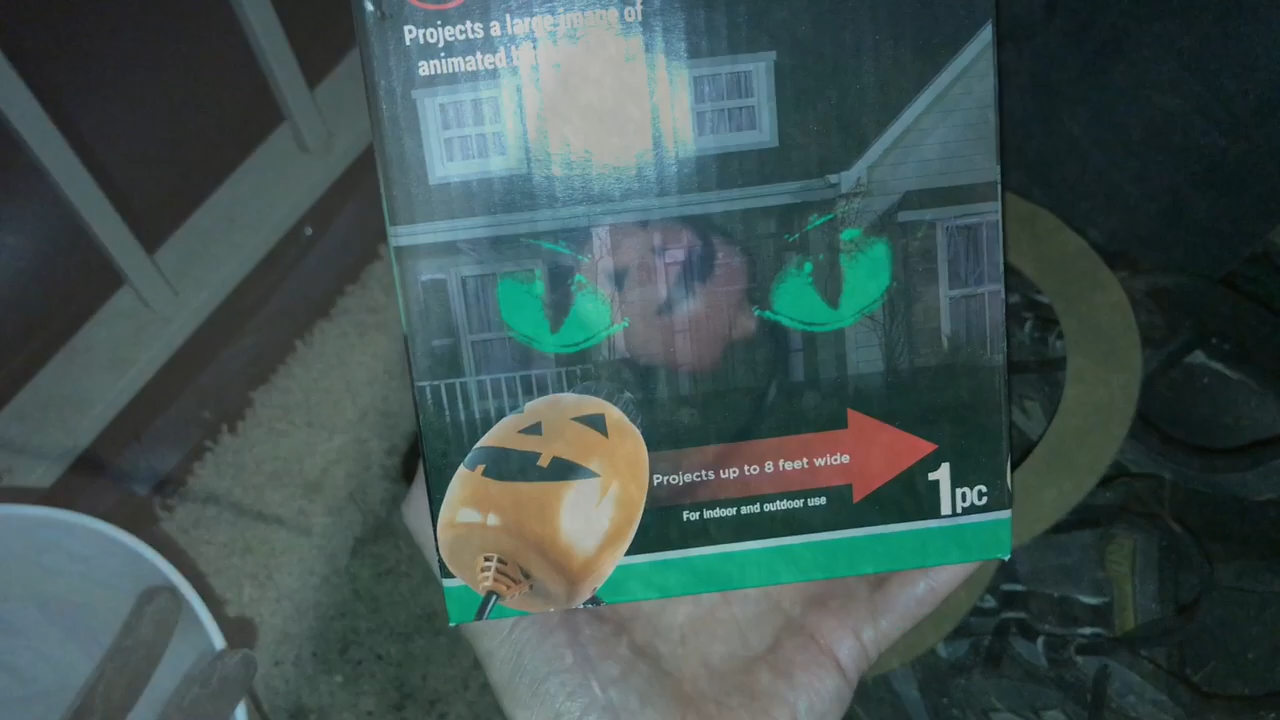 Projects a large image of
animated
Projects up to 8 feet wide
For indoor and outdoor use
1pc